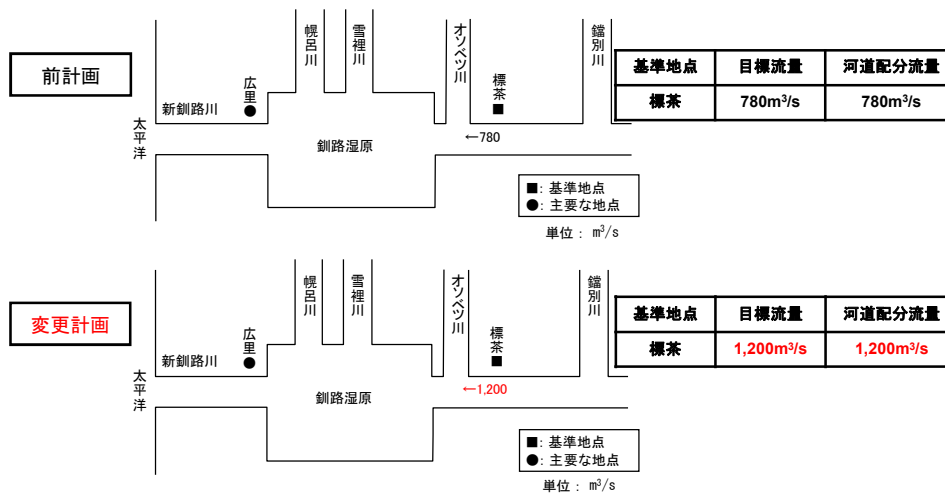 前計画
太平洋
新釧路川
広里
幌呂川
雪裡川
オソベツ川
標茶
鐺別川
釧路湿原
←780
■: 基準地点
●: 主要な地点
単位： m³/s
基準地点 目標流量 河道配分流量
標茶 780m³/s 780m³/s
変更計画
太平洋
新釧路川
広里
幌呂川
雪裡川
オソベツ川
標茶
鐺別川
釧路湿原
←1,200
■: 基準地点
●: 主要な地点
単位： m³/s
基準地点 目標流量 河道配分流量
標茶 1,200m³/s 1,200m³/s